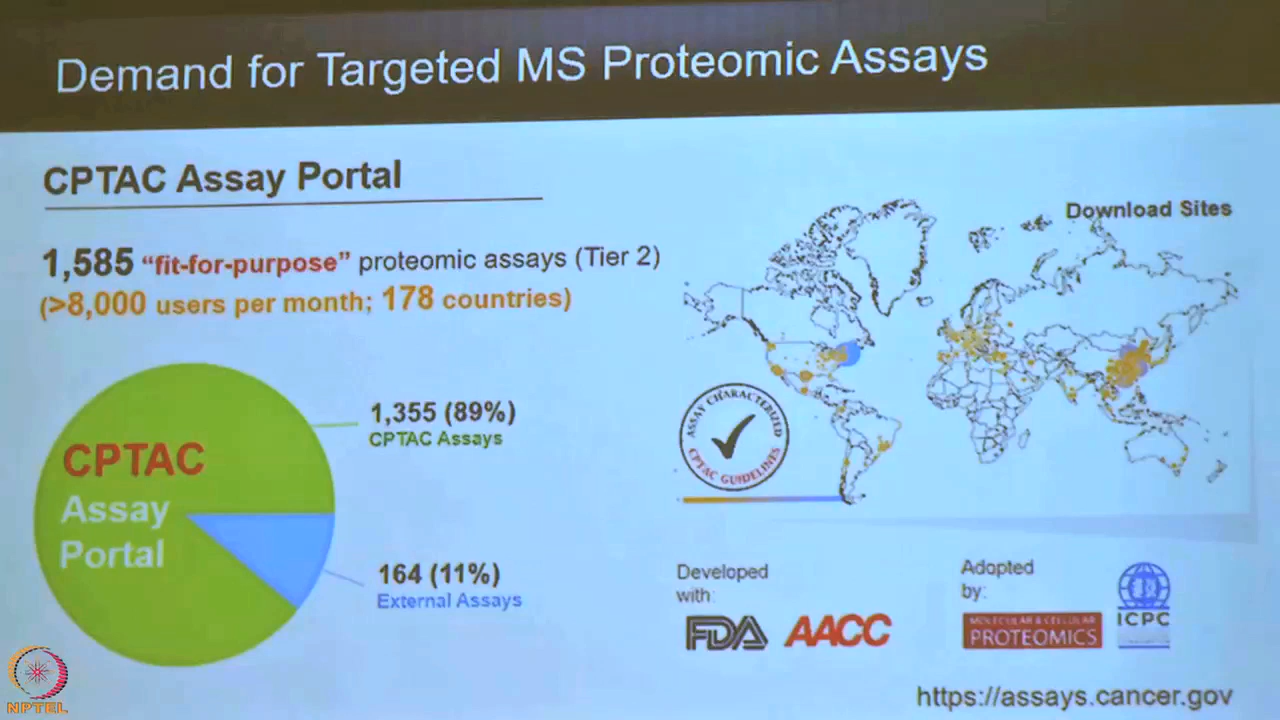 Demand for Targeted MS Proteomic Assays
CPTAC Assay Portal
1,585 “fit-for-purpose” proteomic assays (Tier 2)
(>8,000 users per month; 178 countries)
CPTAC
Assay
Portal
1,355 (89%)
CPTAC Assays
164 (11%)
External Assays
Download Sites
ASSAY CHARACTERIZED
CPTAC GUIDELINES
Developed
with:
FDA AACC
Adopted
by:
MOLECULAR & CELLULAR
PROTEOMICS
ICPC
https://assays.cancer.gov
NPTEL